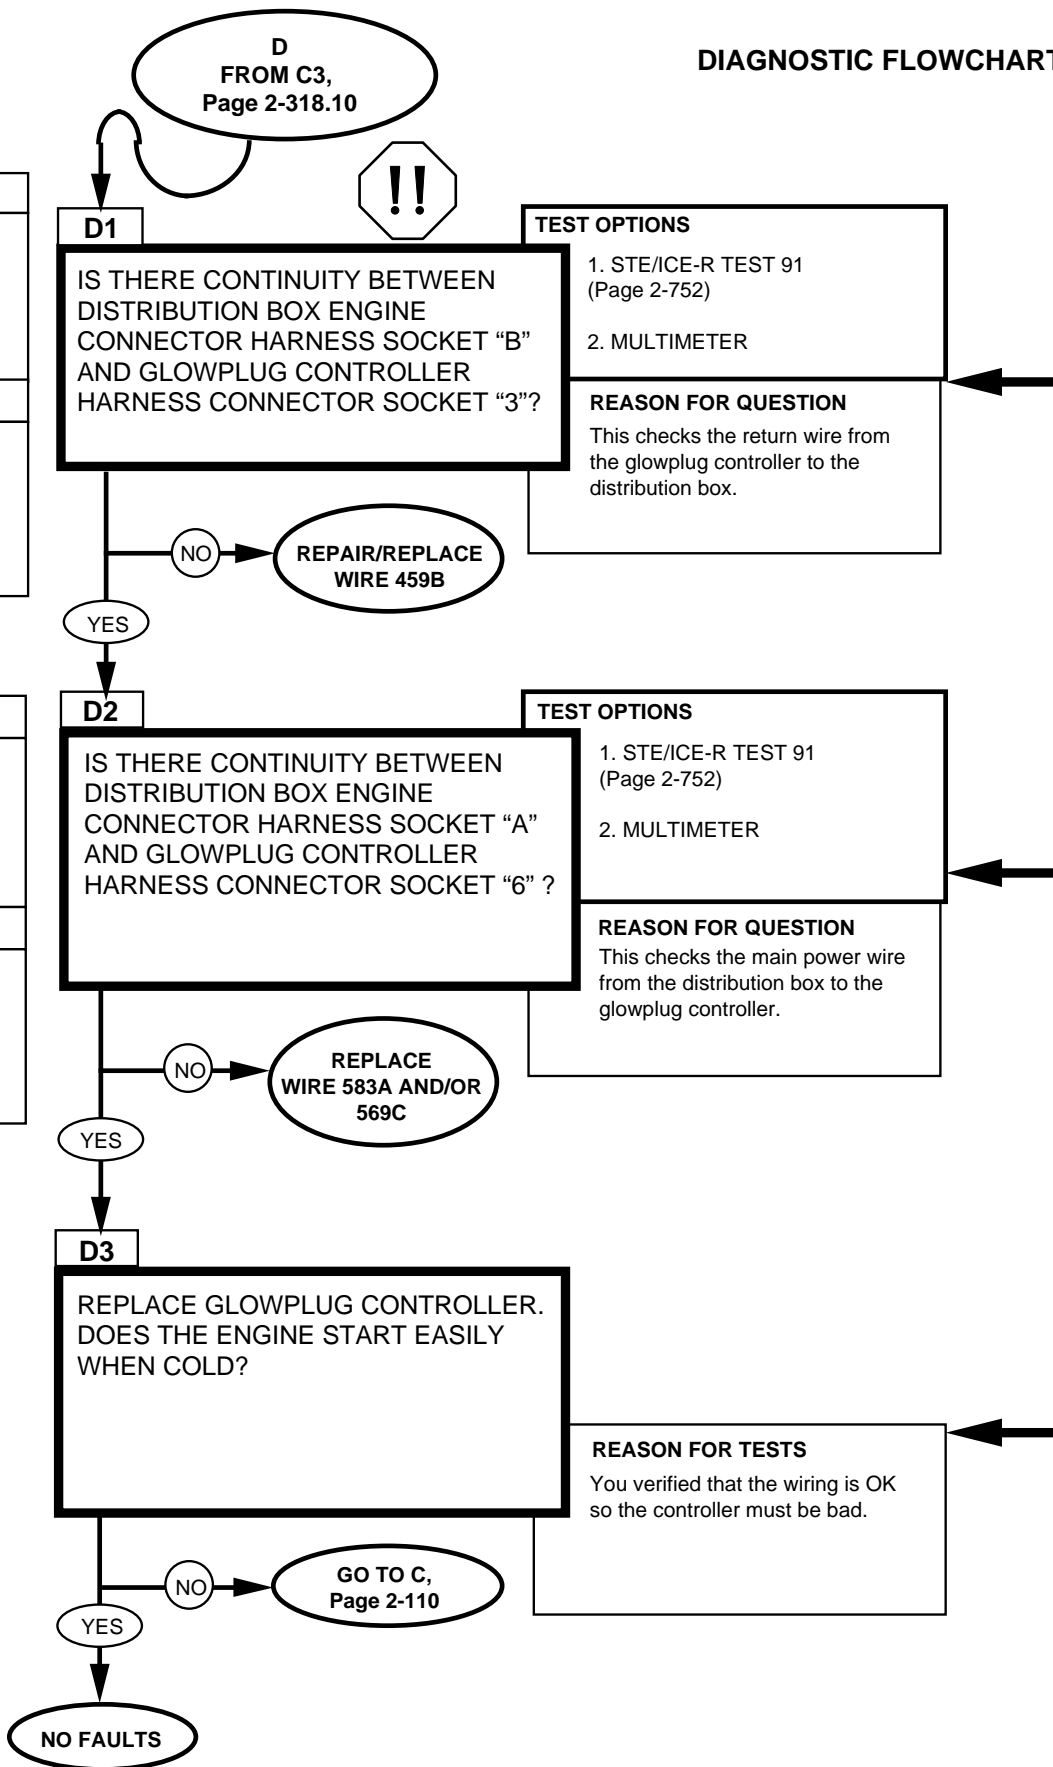 D
FROM C3,
Page 2-318.10
DIAGNOSTIC FLOWCHART
!!
D1
IS THERE CONTINUITY BETWEEN
DISTRIBUTION BOX ENGINE
CONNECTOR HARNESS SOCKET “B”
AND GLOWPLUG CONTROLLER
HARNESS CONNECTOR SOCKET “3”?
TEST OPTIONS
1. STE/ICE-R TEST 91
(Page 2-752)
2. MULTIMETER
REASON FOR QUESTION
This checks the return wire from
the glowplug controller to the
distribution box.
NO
REPAIR/REPLACE
WIRE 459B
YES
D2
IS THERE CONTINUITY BETWEEN
DISTRIBUTION BOX ENGINE
CONNECTOR HARNESS SOCKET “A”
AND GLOWPLUG CONTROLLER
HARNESS CONNECTOR SOCKET “6” ?
TEST OPTIONS
1. STE/ICE-R TEST 91
(Page 2-752)
2. MULTIMETER
REASON FOR QUESTION
This checks the main power wire
from the distribution box to the
glowplug controller.
NO
REPLACE
WIRE 583A AND/OR
569C
YES
D3
REPLACE GLOWPLUG CONTROLLER.
DOES THE ENGINE START EASILY
WHEN COLD?
REASON FOR TESTS
You verified that the wiring is OK
so the controller must be bad.
NO
GO TO C,
Page 2-110
YES
NO FAULTS